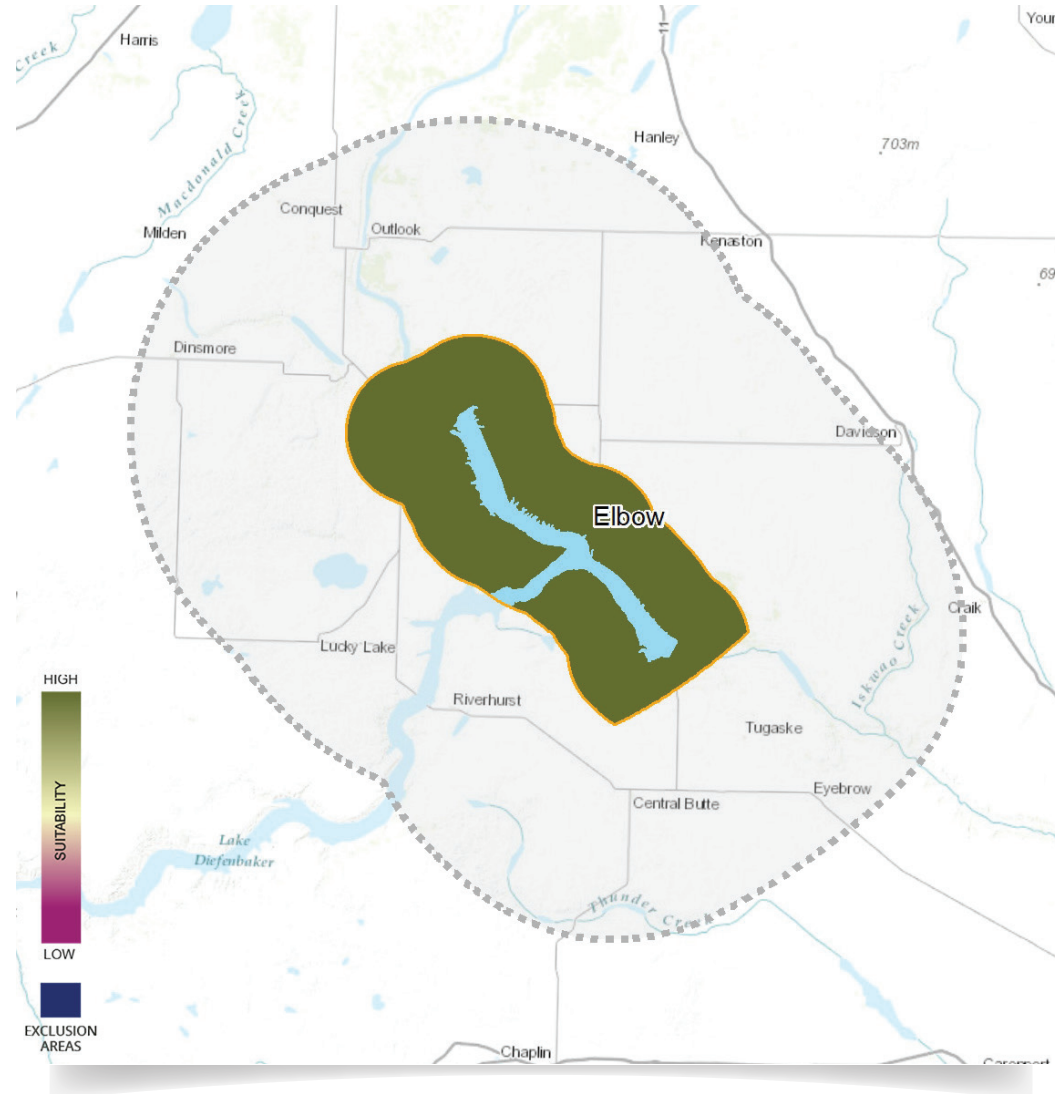 Harris
Creek
11
Your
Hanley
703m
Macdonald Creek
Conquest
Milden
Outlook
Kenaston
69
Dinsmore
Davidson
Elbow
Craik
Iskwao Creek
Lucky Lake
HIGH
Riverhurst
Tugaske
Eyebrow
Central Butte
SUITABILITY
Lake
Diefenbaker
Thunder Creek
LOW
EXCLUSION
AREAS
Chaplin